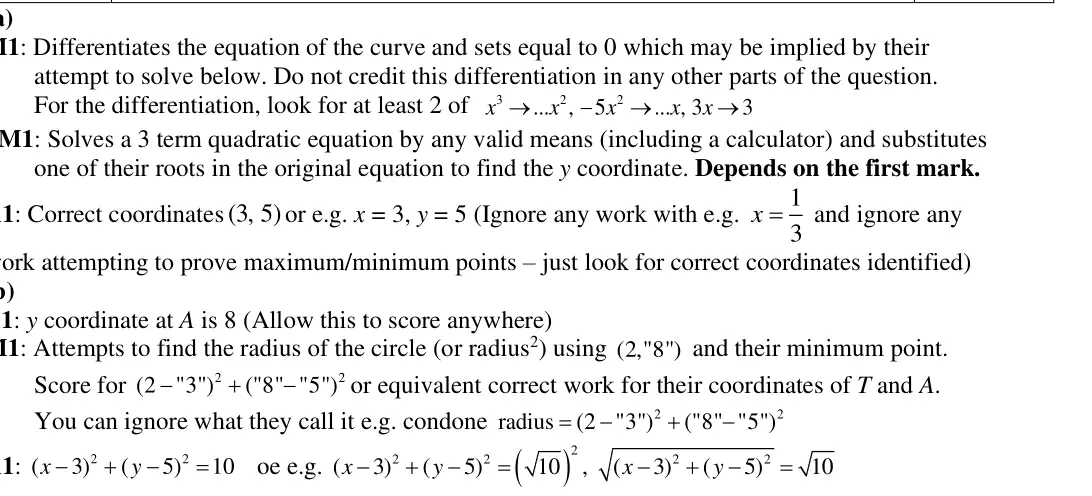 a)
M1: Differentiates the equation of the curve and sets equal to 0 which may be implied by their
attempt to solve below. Do not credit this differentiation in any other parts of the question.
For the differentiation, look for at least 2 of x³ →...x², −5x² →...x, 3x→3
M1: Solves a 3 term quadratic equation by any valid means (including a calculator) and substitutes
one of their roots in the original equation to find the y coordinate. Depends on the first mark.
1: Correct coordinates (3, 5) or e.g. x = 3, y = 5 (Ignore any work with e.g. x = 1/3 and ignore any
work attempting to prove maximum/minimum points – just look for correct coordinates identified)
b)
1: y coordinate at A is 8 (Allow this to score anywhere)
M1: Attempts to find the radius of the circle (or radius²) using (2,"8") and their minimum point.
Score for (2−"3")² +("8"−"5")² or equivalent correct work for their coordinates of T and A.
You can ignore what they call it e.g. condone radius = (2−"3")² +("8"−"5")²
1: (x−3)² +(y−5)² =10 oe e.g. (x−3)² +(y−5)² =(√10)², √((x−3)² +(y−5)²) = √10